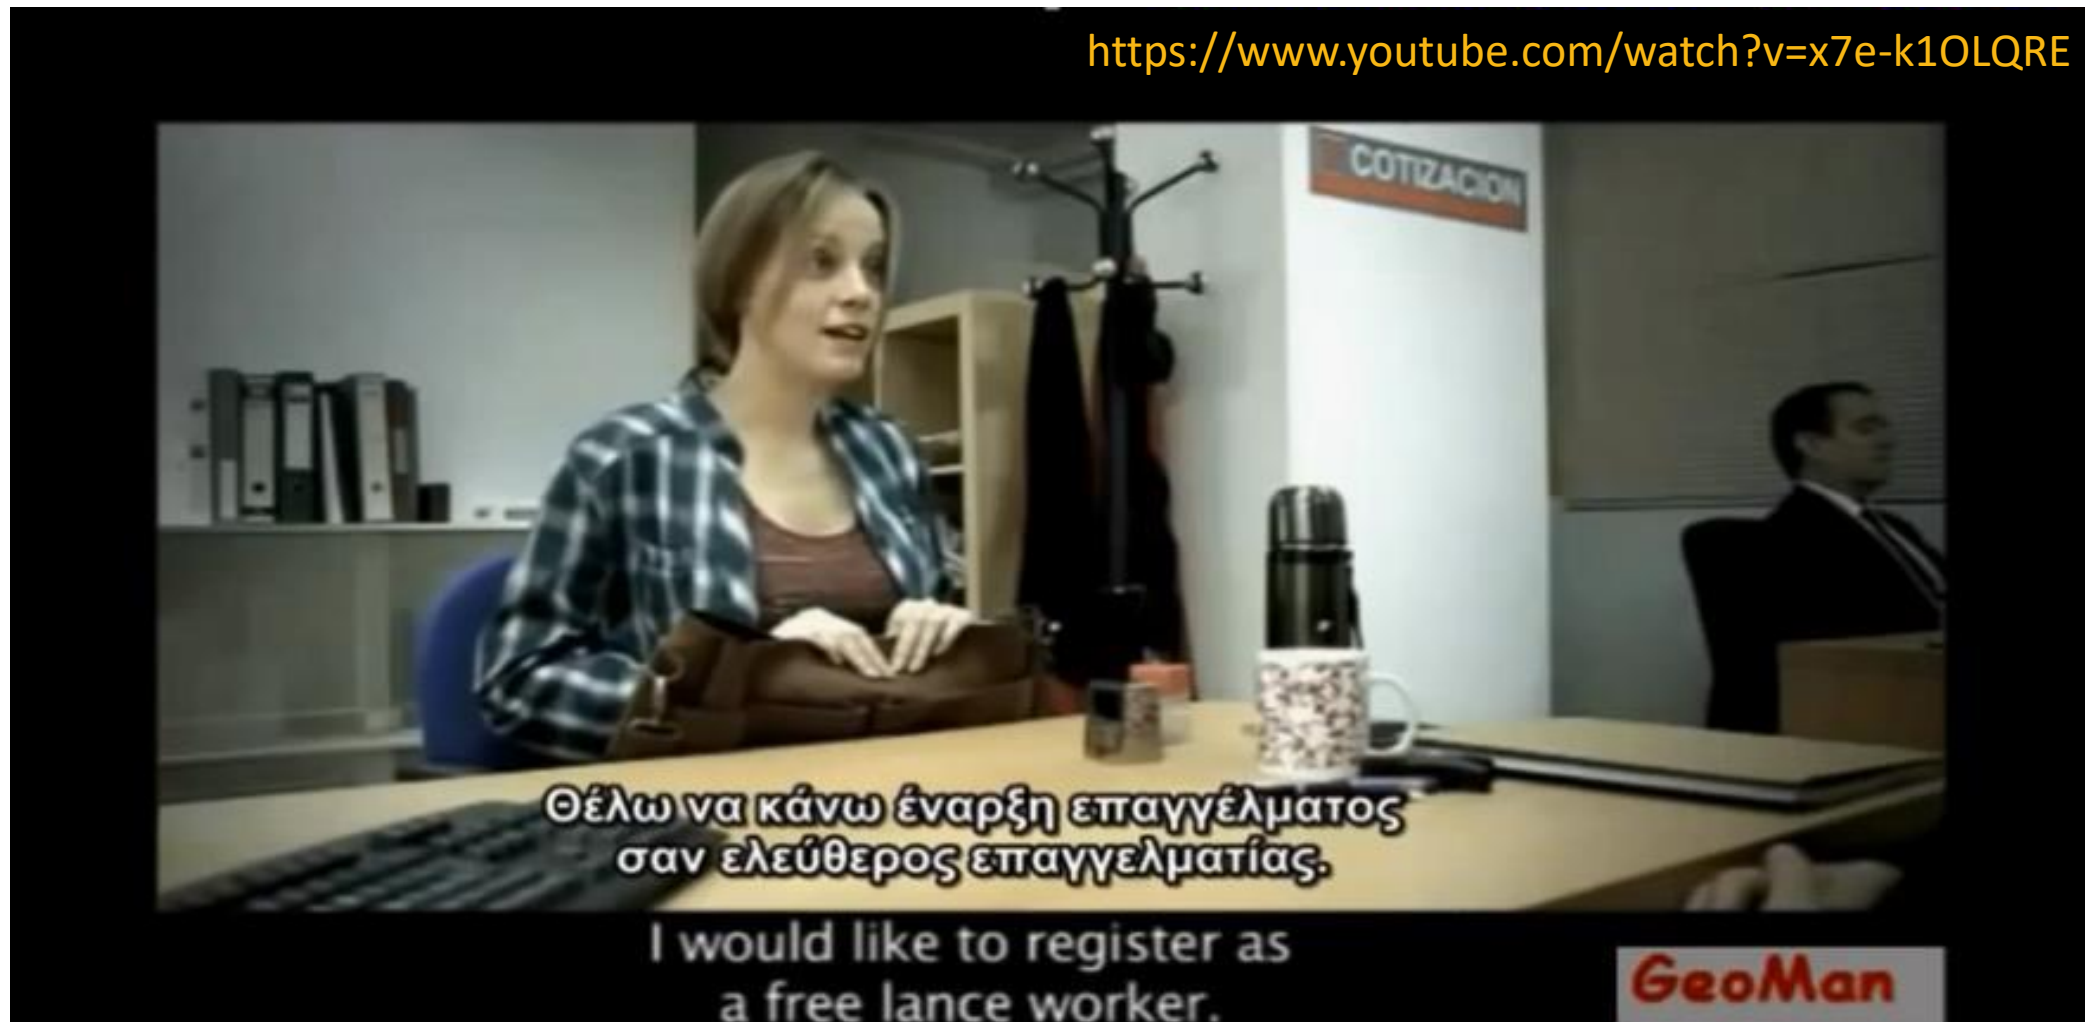 https://www.youtube.com/watch?v=x7e-k1OLQRE
COTIZACION
Θέλω να κάνω έναρξη επαγγέλματος
σαν ελεύθερος επαγγελματίας.
I would like to register as
a free lance worker.
GeoMan